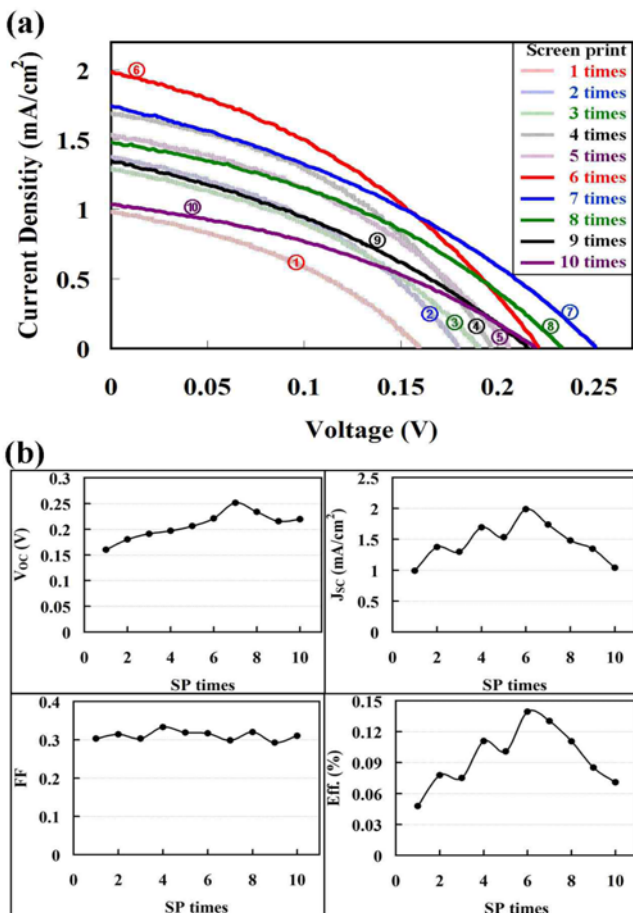 (a)
Current Densitiy (mA/cm²)
2
1.5
1
0.5
0
0
0.05
0.1
0.15
0.2
0.25
Voltage (V)
Screen print
1 times
2 times
3 times
4 times
5 times
6 times
7 times
8 times
9 times
10 times
6
10
1
9
2
3
4
5
8
7
(b)
V_OC (V)
0.3
0.25
0.2
0.15
0.1
0.05
0
0 2 4 6 8 10
SP times
J_SC (mA/cm²)
2.5
2
1.5
1
0.5
0
0 2 4 6 8 10
SP times
FF
0.4
0.3
0.2
0.1
0
0 2 4 6 8 10
SP times
Eff. (%)
0.15
0.12
0.09
0.06
0.03
0
0 2 4 6 8 10
SP times